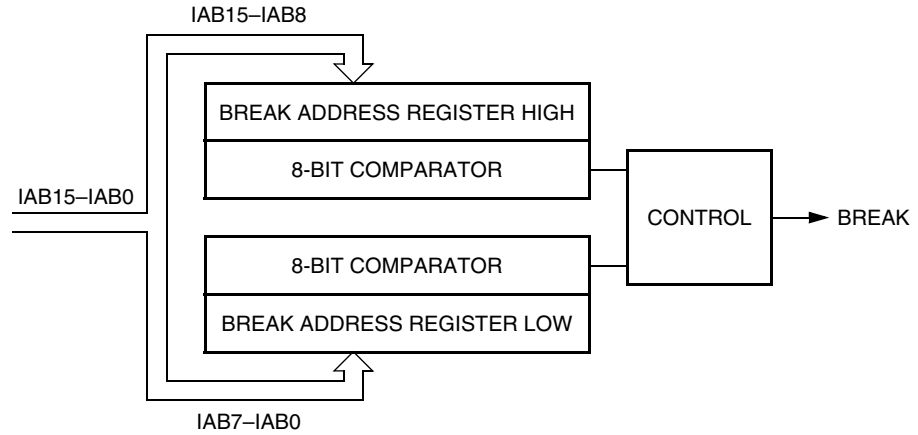 IAB15–IAB8
BREAK ADDRESS REGISTER HIGH
8-BIT COMPARATOR
IAB15–IAB0
CONTROL
BREAK
8-BIT COMPARATOR
BREAK ADDRESS REGISTER LOW
IAB7–IAB0